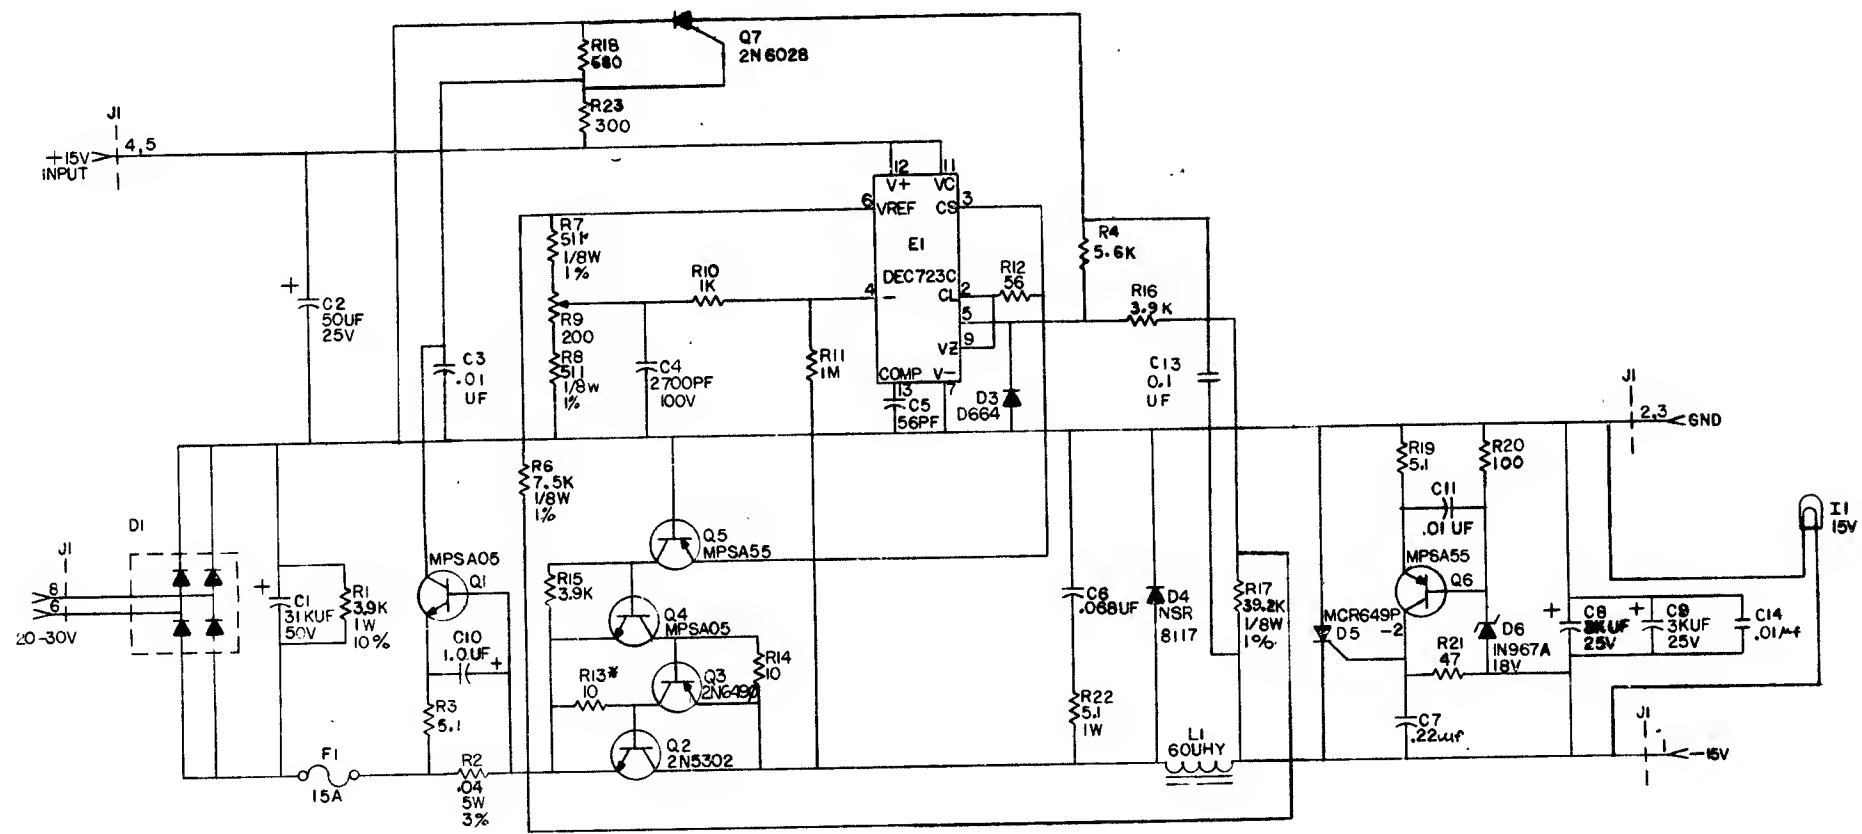 R18
680
Q7
2N6028
R23
300
J1
4,5
+15V
INPUT
12
11
V+
VC
6
VREF
CS
3
E1
DEC723C
R7
511
1/8W
1%
R10
1K
4
−
CL
2
R12
56
R4
5.6K
R16
3.9K
5
9
VZ
R9
200
+
C2
50UF
25V
C3
.01
UF
R8
511
1/8W
1%
C4
2700PF
100V
R11
1M
COMP
V−
13
7
C5
56PF
D3
D664
C13
0.1
UF
J1
2,3
GND
R6
7.5K
1/8W
1%
R19
5.1
R20
100
C11
.01UF
I1
15V
D1
J1
8
6
20-30V
+
C1
31KUF
50V
R1
3.9K
1W
10%
MPSA05
Q1
C10
1.0UF
+
Q5
MPSA55
R15
3.9K
Q4
MPSA05
R14
10
R13*
10
Q3
Q2
2N5302
C6
.068UF
D4
NSR
8117
R17
39.2K
1/8W
1%
MPSA55
Q6
MCR649P
-2
D5
D6
1N967A
18V
R21
47
+
C8
25V
+
C9
3KUF
25V
C14
.01μf
R3
5.1
R22
5.1
1W
C7
.22uf
F1
15A
R2
.04
5W
3%
L1
60UHY
J1
1
-15V